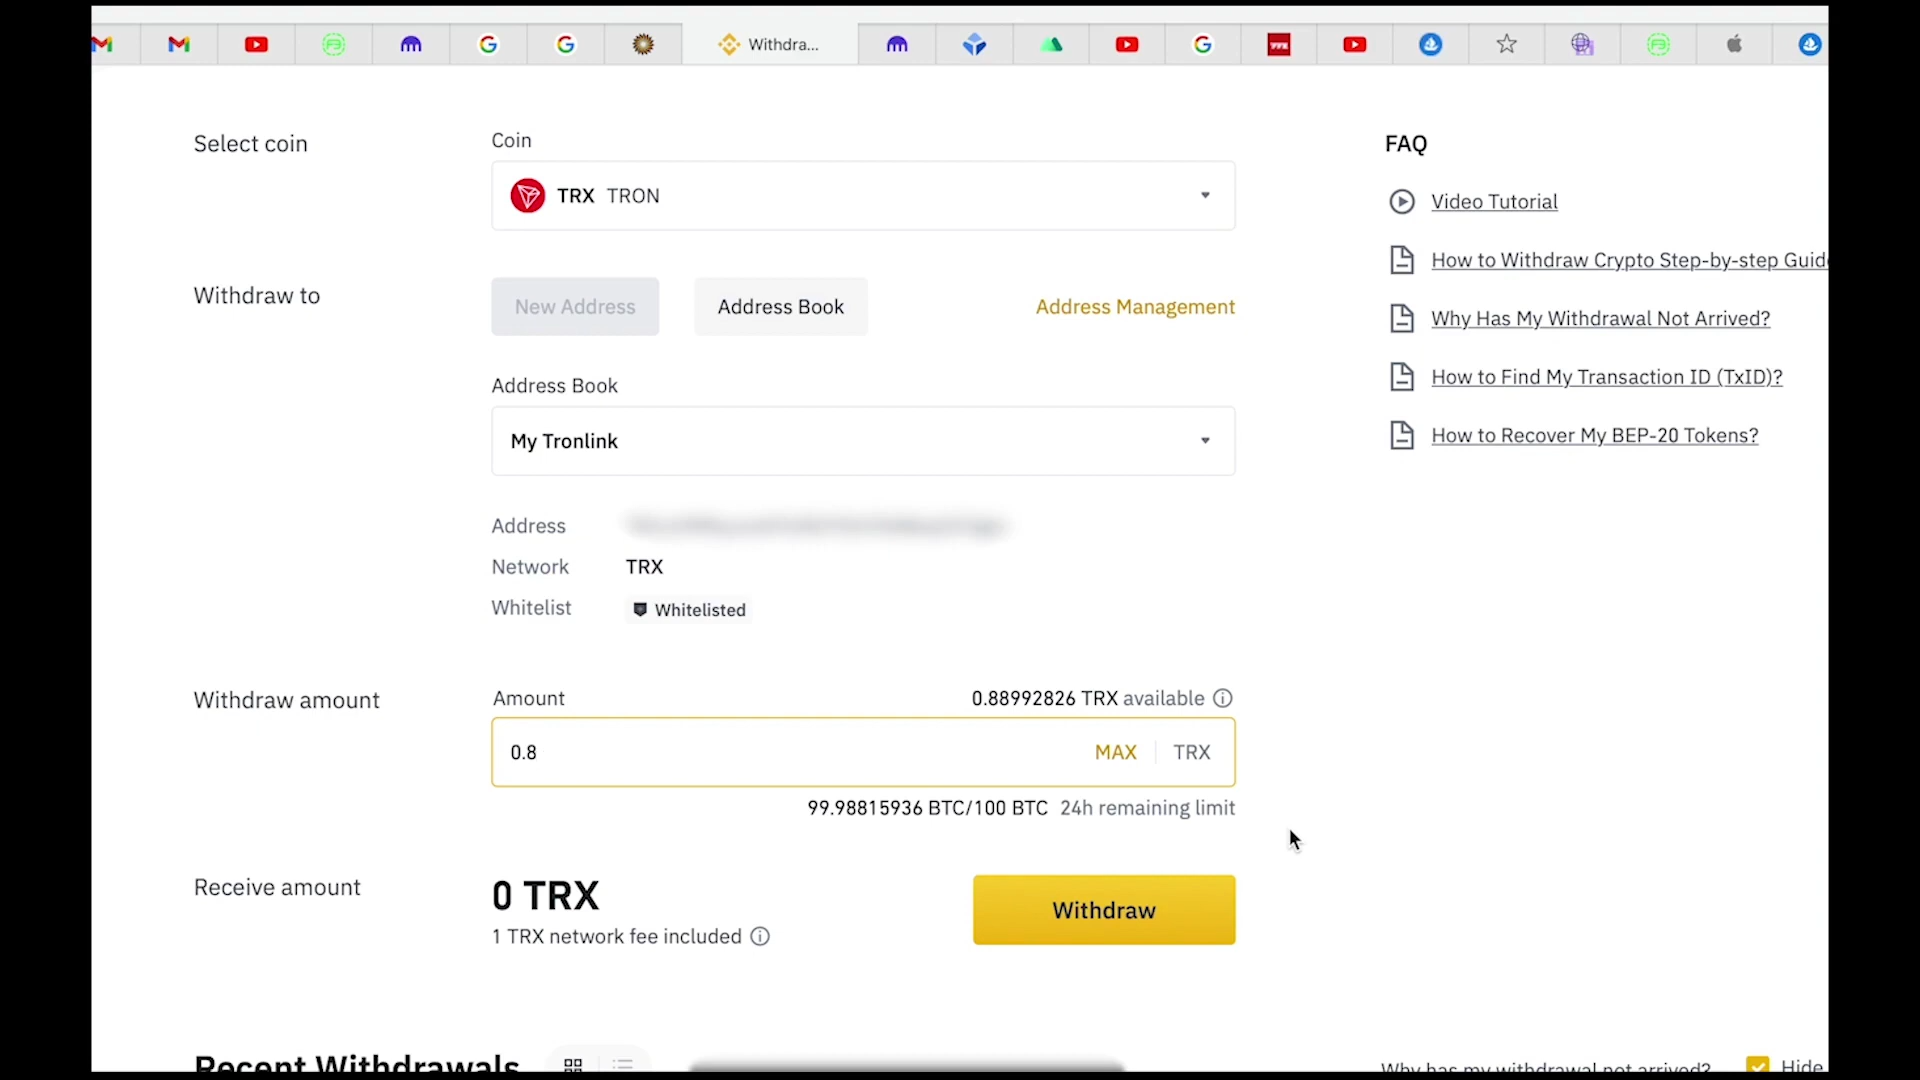 Withdra...
Select coin
Coin
TRX TRON
Withdraw to
New Address
Address Book
Address Management
Address Book
My Tronlink
Address
Network TRX
Whitelist Whitelisted
Withdraw amount
Amount
0.88992826 TRX available
0.8
MAX TRX
99.98815936 BTC/100 BTC 24h remaining limit
Receive amount
0 TRX
1 TRX network fee included
Withdraw
FAQ
Video Tutorial
How to Withdraw Crypto Step-by-step Guide
Why Has My Withdrawal Not Arrived?
How to Find My Transaction ID (TxID)?
How to Recover My BEP-20 Tokens?
Recent Withdrawals
Why has my withdrawal not arrived?
Hide